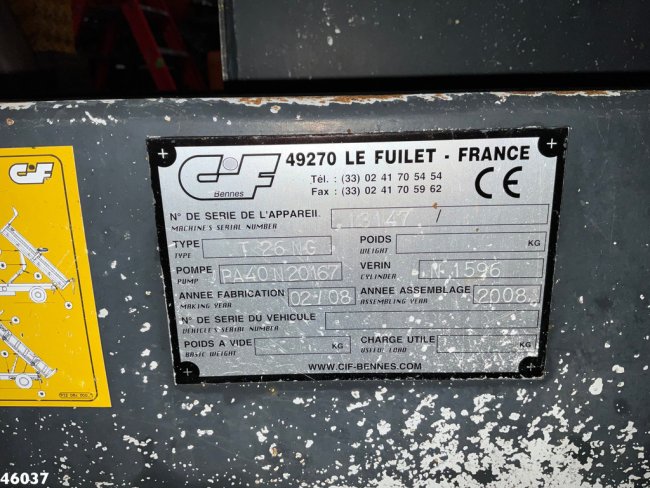 CiF
CiF
Bennes
49270 LE FUILET - FRANCE
Tél. : (33) 02 41 70 54 54
Fax : (33) 02 41 70 59 62
CE
N° DE SERIE DE L'APPAREIL 13147 /
MACHINE'S SERIAL NUMBER
TYPE T 26 NG
TYPE
POIDS KG
WEIGHT
POMPE PA40N20167
PUMP
VERIN N 1596
CYLINDER
ANNEE FABRICATION 02/08
MAKING YEAR
ANNEE ASSEMBLAGE 2008
ASSEMBLING YEAR
N° DE SERIE DU VEHICULE
VEHICLE'S SERIAL NUMBER
POIDS A VIDE KG
BASIC WEIGHT
CHARGE UTILE KG
USEFUL LOAD
WWW.CIF-BENNES.COM
46037